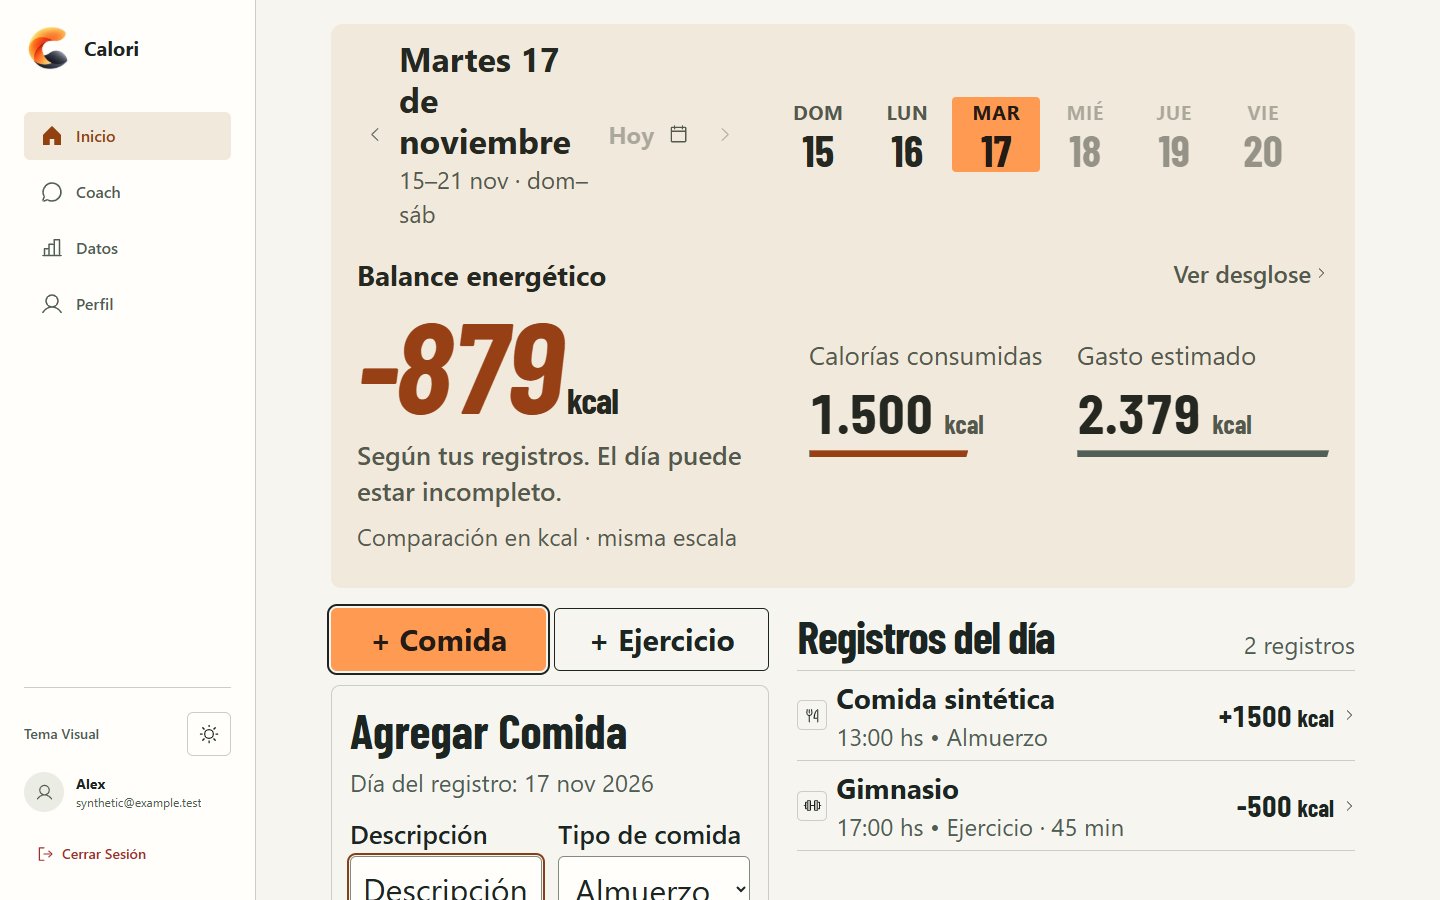 Calori
Inicio
Coach
Datos
Perfil
Tema Visual
Alex
synthetic@example.test
Cerrar Sesión
Martes 17
de
noviembre
15–21 nov · dom–
sáb
Hoy
DOM LUN MAR MIÉ JUE VIE
15 16 17 18 19 20
Balance energético
Ver desglose
-879 kcal
Según tus registros. El día puede
estar incompleto.
Comparación en kcal · misma escala
Calorías consumidas
1.500 kcal
Gasto estimado
2.379 kcal
+ Comida
+ Ejercicio
Agregar Comida
Día del registro: 17 nov 2026
Descripción
Tipo de comida
Descripción
Almuerzo
Registros del día
2 registros
Comida sintética
13:00 hs • Almuerzo
+1500 kcal
Gimnasio
17:00 hs • Ejercicio · 45 min
-500 kcal